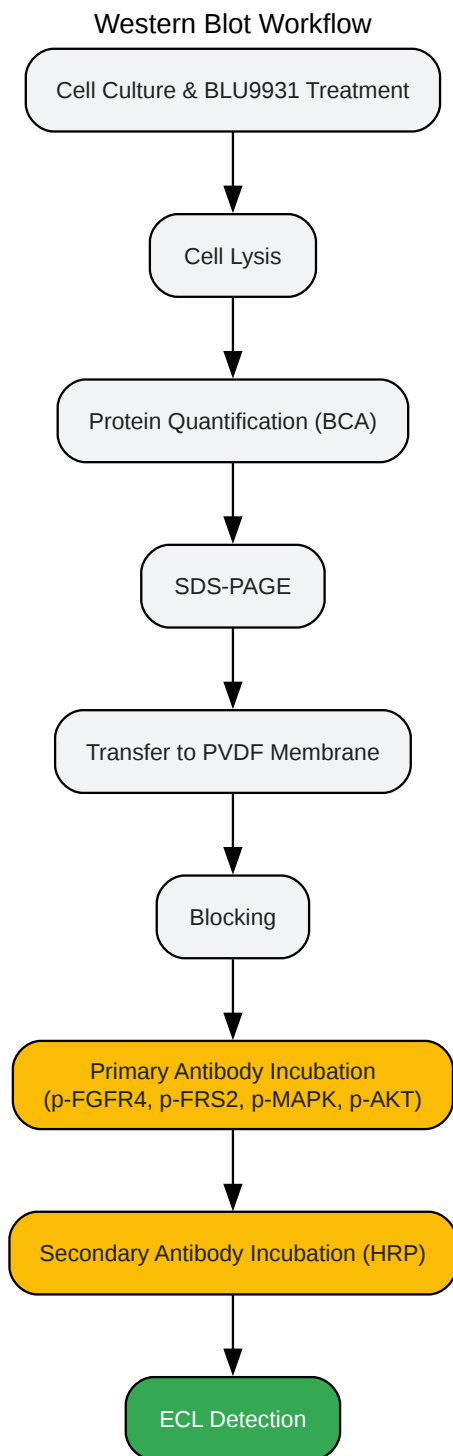 Western Blot Workflow
Cell Culture & BLU9931 Treatment
Cell Lysis
Protein Quantification (BCA)
SDS-PAGE
Transfer to PVDF Membrane
Blocking
Primary Antibody Incubation
(p-FGFR4, p-FRS2, p-MAPK, p-AKT)
Secondary Antibody Incubation (HRP)
ECL Detection